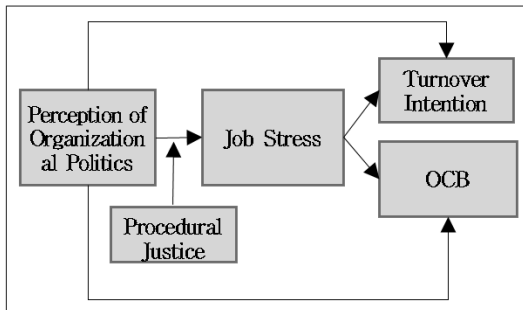 Perception of
Organization
al Politics
Procedural
Justice
Job Stress
Turnover
Intention
OCB